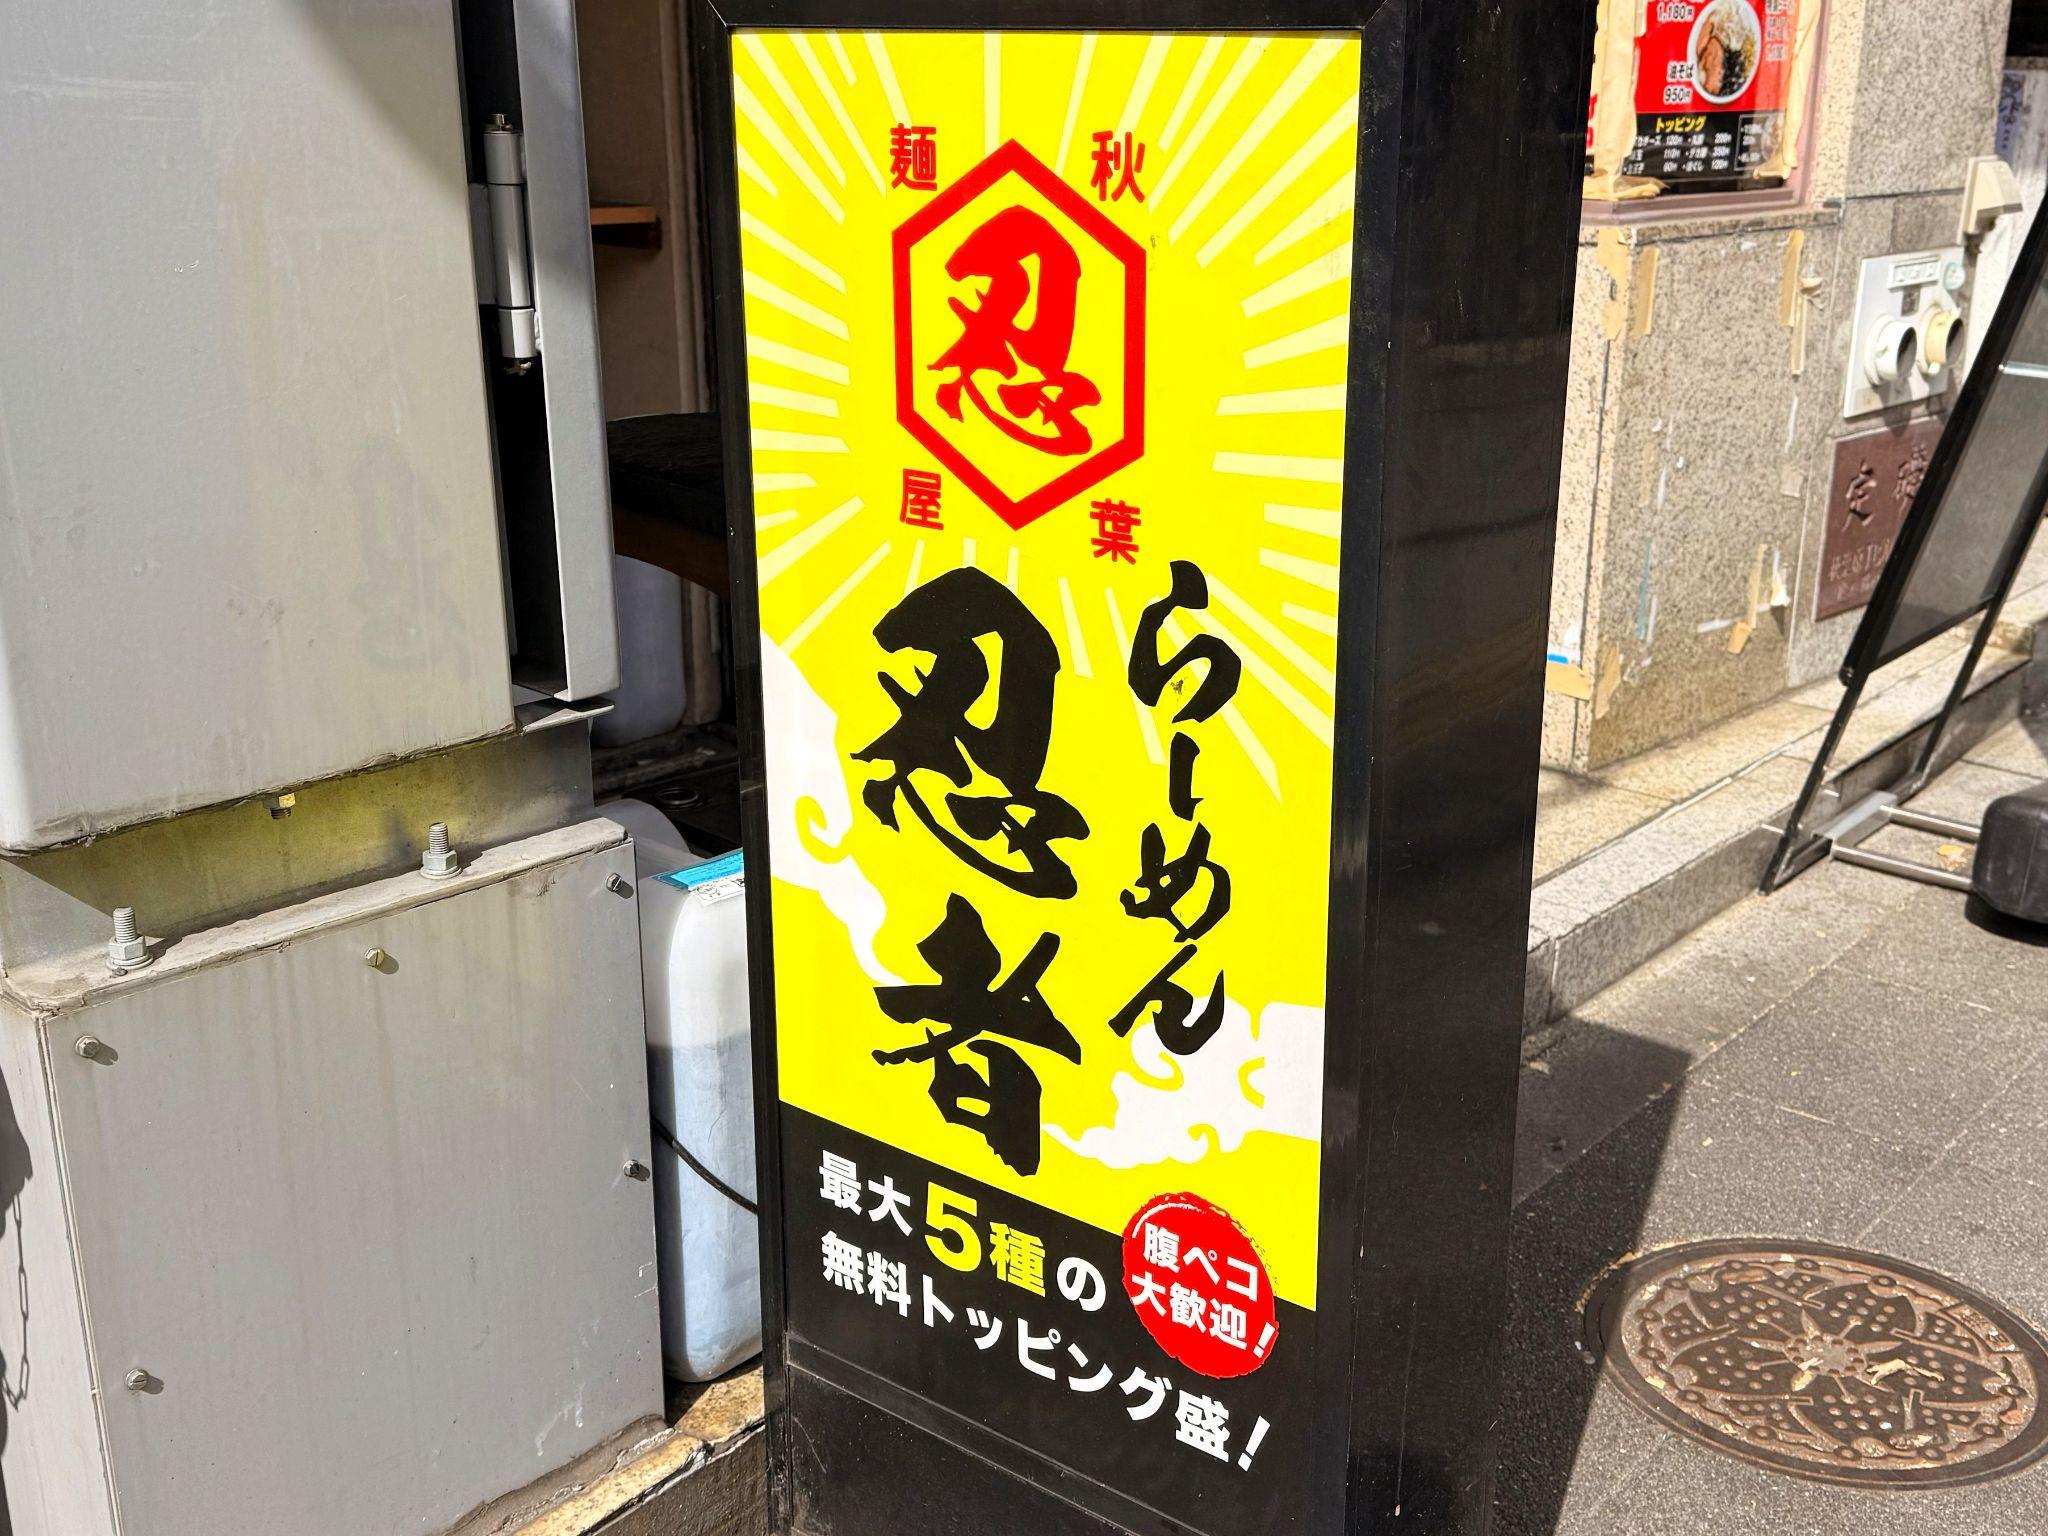 秋葉
麺屋
忍
らーめん
忍者
最大5種の
無料トッピング盛!
腹ペコ
大歓迎!
1,180円
油そば
950円
トッピング
定礎